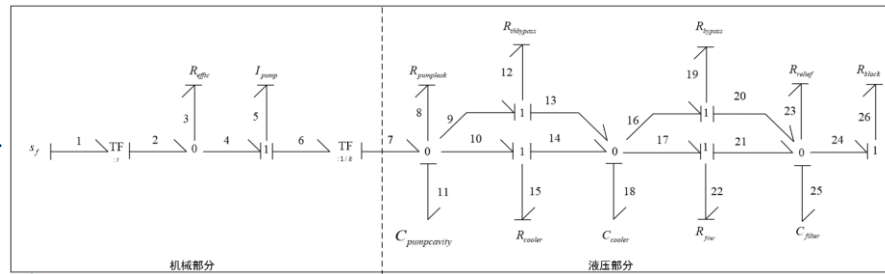 R_thbypass R_bypass
12 19
R_effic I_pump R_pumpleak 13 20 R_relief R_block
3 5 8 9 1 16 1 23 26
1 2 4 6 7 10 14 17 21 24
s_f TF 0 1 TF 0 1 0 1 0 1
:i :1/k
11 15 18 22 25
C_pumpcavity R_cooler C_cooler R_filter C_filter
机械部分 液压部分